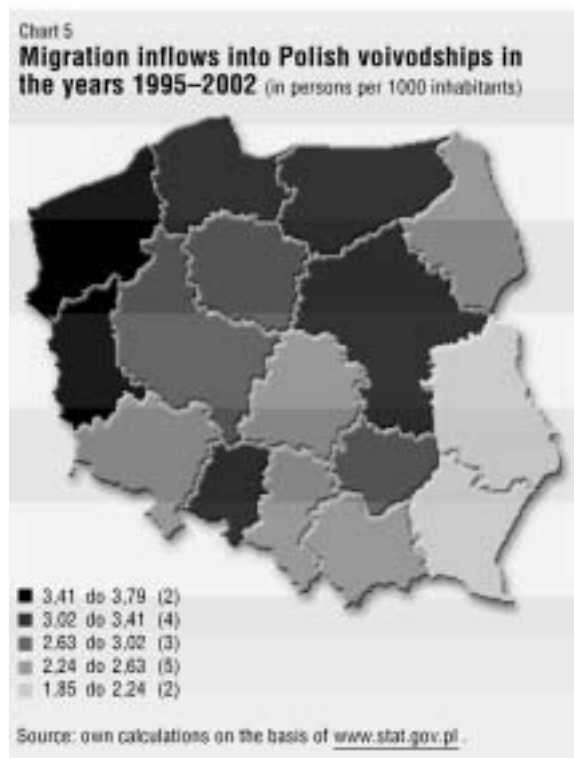 Chart 5
Migration inflows into Polish voivodships in
the years 1995–2002 (in persons per 1000 inhabitants)
3,41 do 3,79 (2)
3,02 do 3,41 (4)
2,63 do 3,02 (3)
2,24 do 2,63 (5)
1,85 do 2,24 (2)
Source: own calculations on the basis of www.stat.gov.pl .